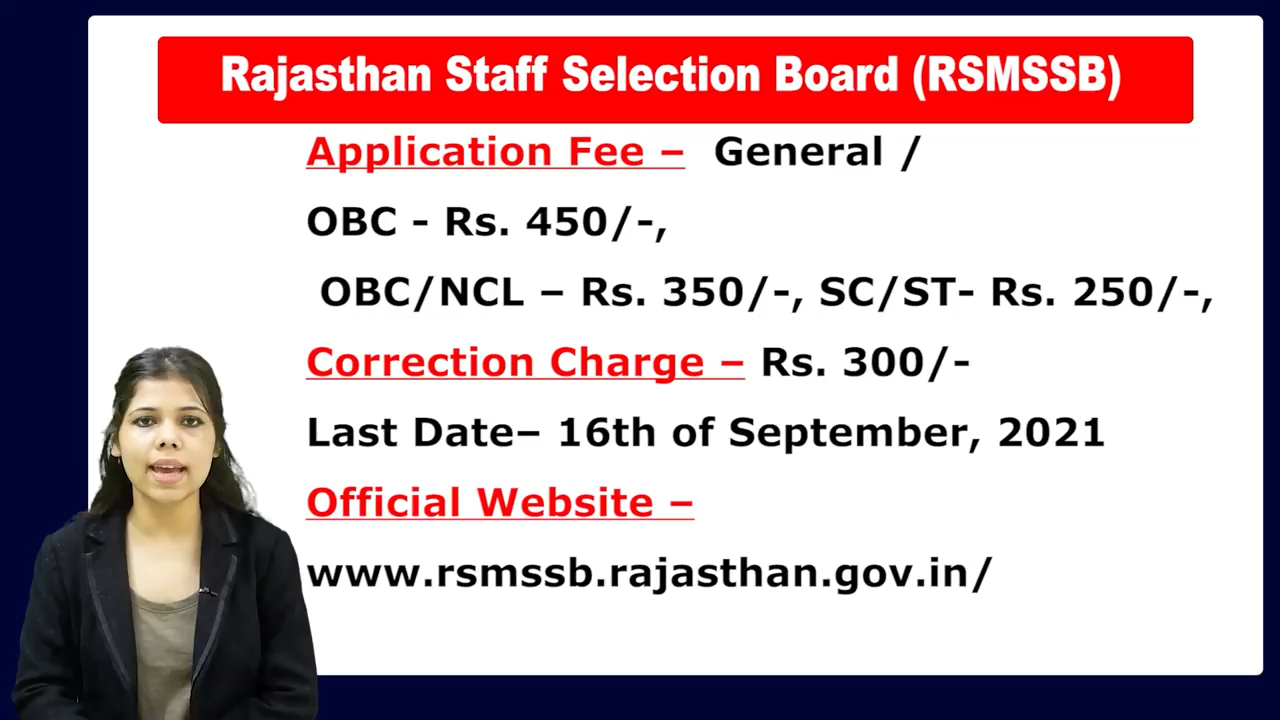 Rajasthan Staff Selection Board (RSMSSB)
Application Fee – General /
OBC - Rs. 450/-,
OBC/NCL – Rs. 350/-, SC/ST- Rs. 250/-,
Correction Charge – Rs. 300/-
Last Date– 16th of September, 2021
Official Website –
www.rsmssb.rajasthan.gov.in/